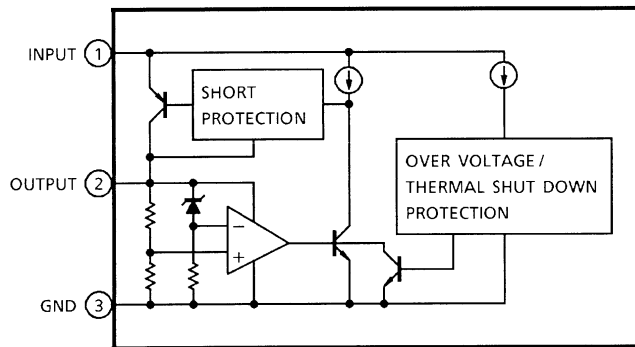 INPUT 1
SHORT
PROTECTION
OVER VOLTAGE /
THERMAL SHUT DOWN
PROTECTION
OUTPUT 2
−
+
GND 3